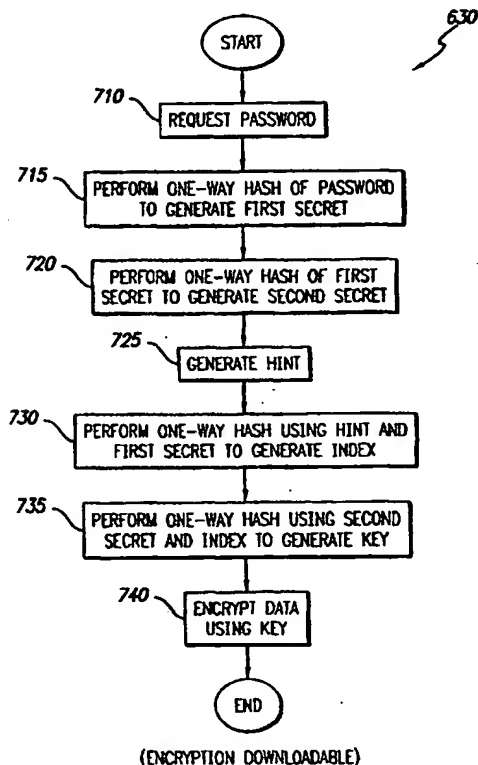 630
START
710
REQUEST PASSWORD
715
PERFORM ONE-WAY HASH OF PASSWORD
TO GENERATE FIRST SECRET
720
PERFORM ONE-WAY HASH OF FIRST
SECRET TO GENERATE SECOND SECRET
725
GENERATE HINT
730
PERFORM ONE-WAY HASH USING HINT AND
FIRST SECRET TO GENERATE INDEX
735
PERFORM ONE-WAY HASH USING SECOND
SECRET AND INDEX TO GENERATE KEY
740
ENCRYPT DATA
USING KEY
END
(ENCRYPTION DOWNLOADABLE)